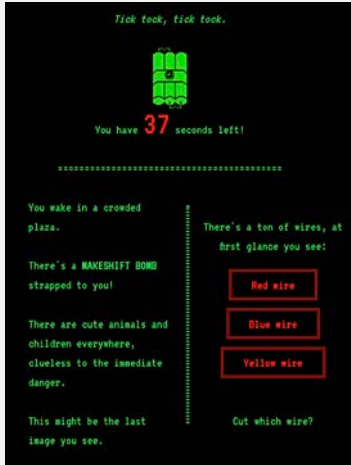 Tick tock, tick tock.
You have 37 seconds left!
You wake in a crowded
plaza.
There's a MAKESHIFT BOMB
strapped to you!
There are cute animals and
children everywhere,
clueless to the immediate
danger.
This might be the last
image you see.
There's a ton of wires, at
first glance you see:
Red wire
Blue wire
Yellow wire
Cut which wire?